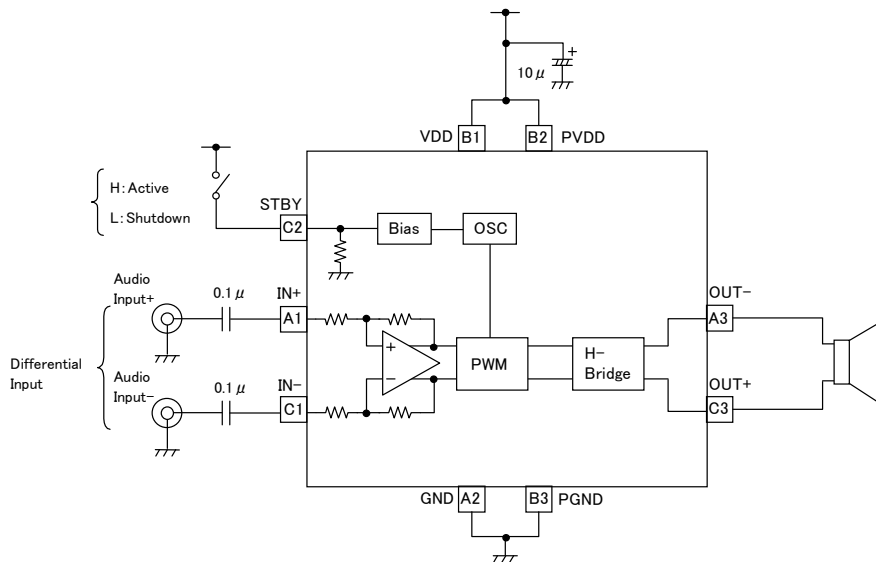 +
10μ
VDD B1 B2 PVDD
H:Active
L:Shutdown
STBY
C2
Bias
OSC
Audio
Input+
0.1μ
IN+
A1
OUT-
A3
+
PWM
H-
Bridge
Differential
Input
Audio
Input-
0.1μ
IN-
C1
−
OUT+
C3
GND A2 B3 PGND